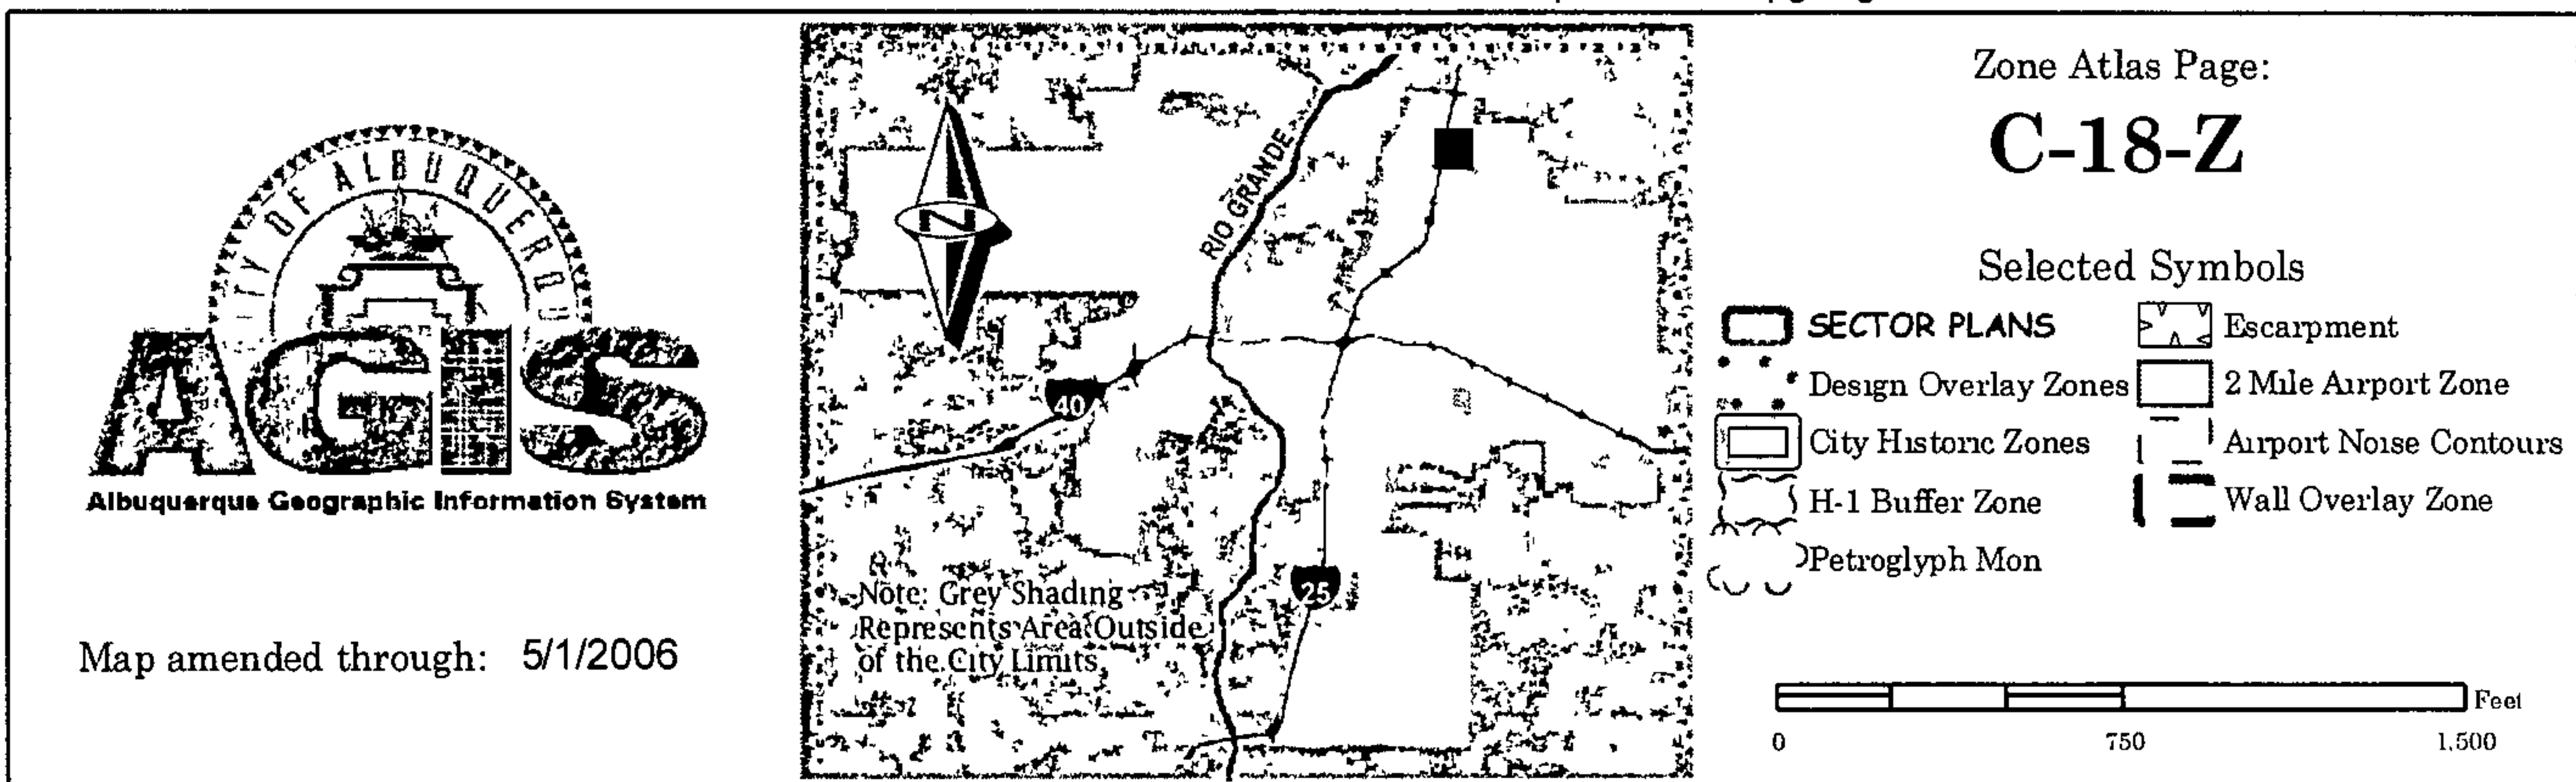 CITY OF ALBUQUERQUE
AGIS
Albuquerque Geographic Information System
Map amended through: 5/1/2006
N
RIO GRANDE
40
25
Note: Grey Shading
Represents Area Outside
of the City Limits
Zone Atlas Page:
C-18-Z
Selected Symbols
SECTOR PLANS
Design Overlay Zones
City Historic Zones
H-1 Buffer Zone
Petroglyph Mon
Escarpment
2 Mile Airport Zone
Airport Noise Contours
Wall Overlay Zone
Feet
0 750 1,500